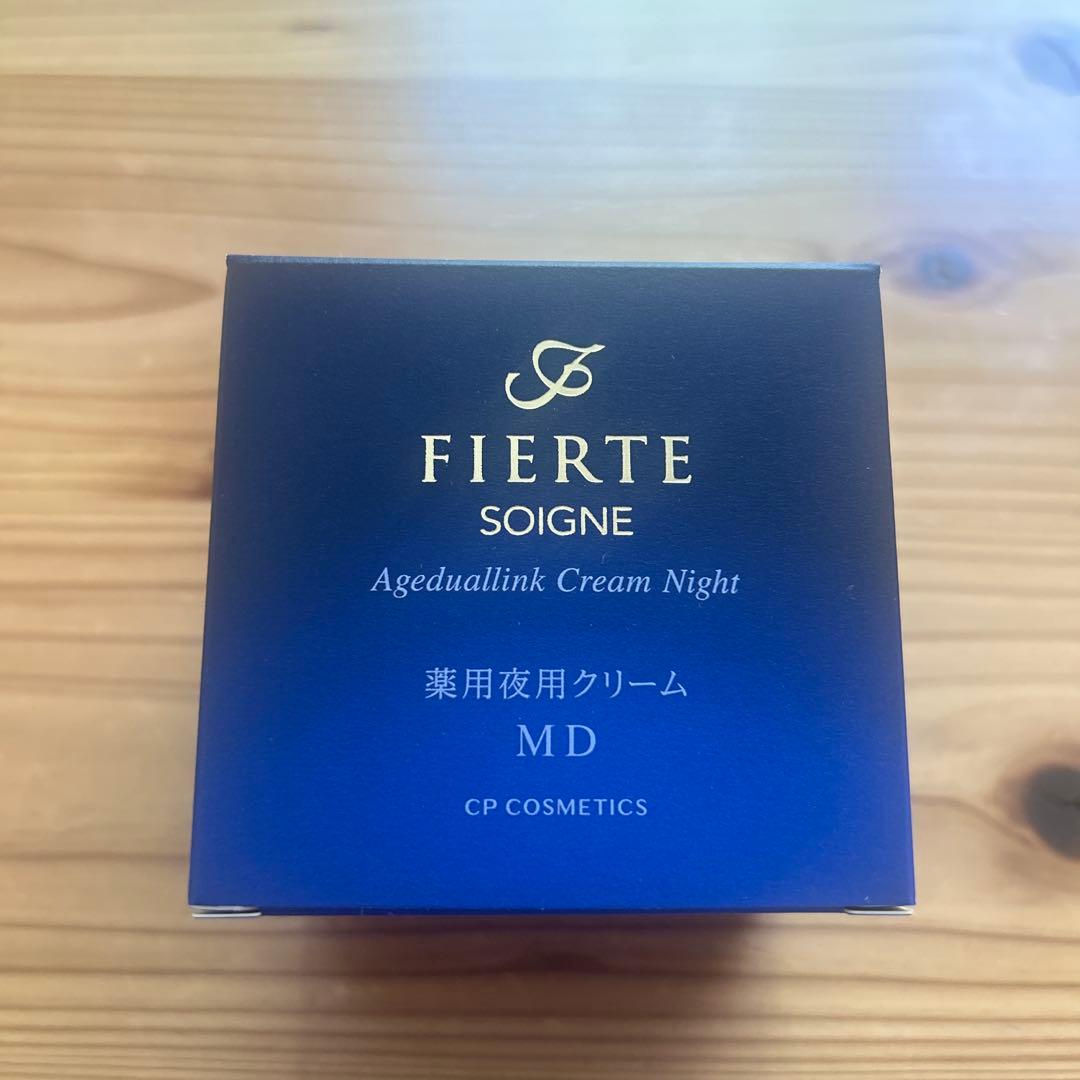 FIERTE
SOIGNE
Ageduallink Cream Night
薬用夜用クリーム
MD
CP COSMETICS